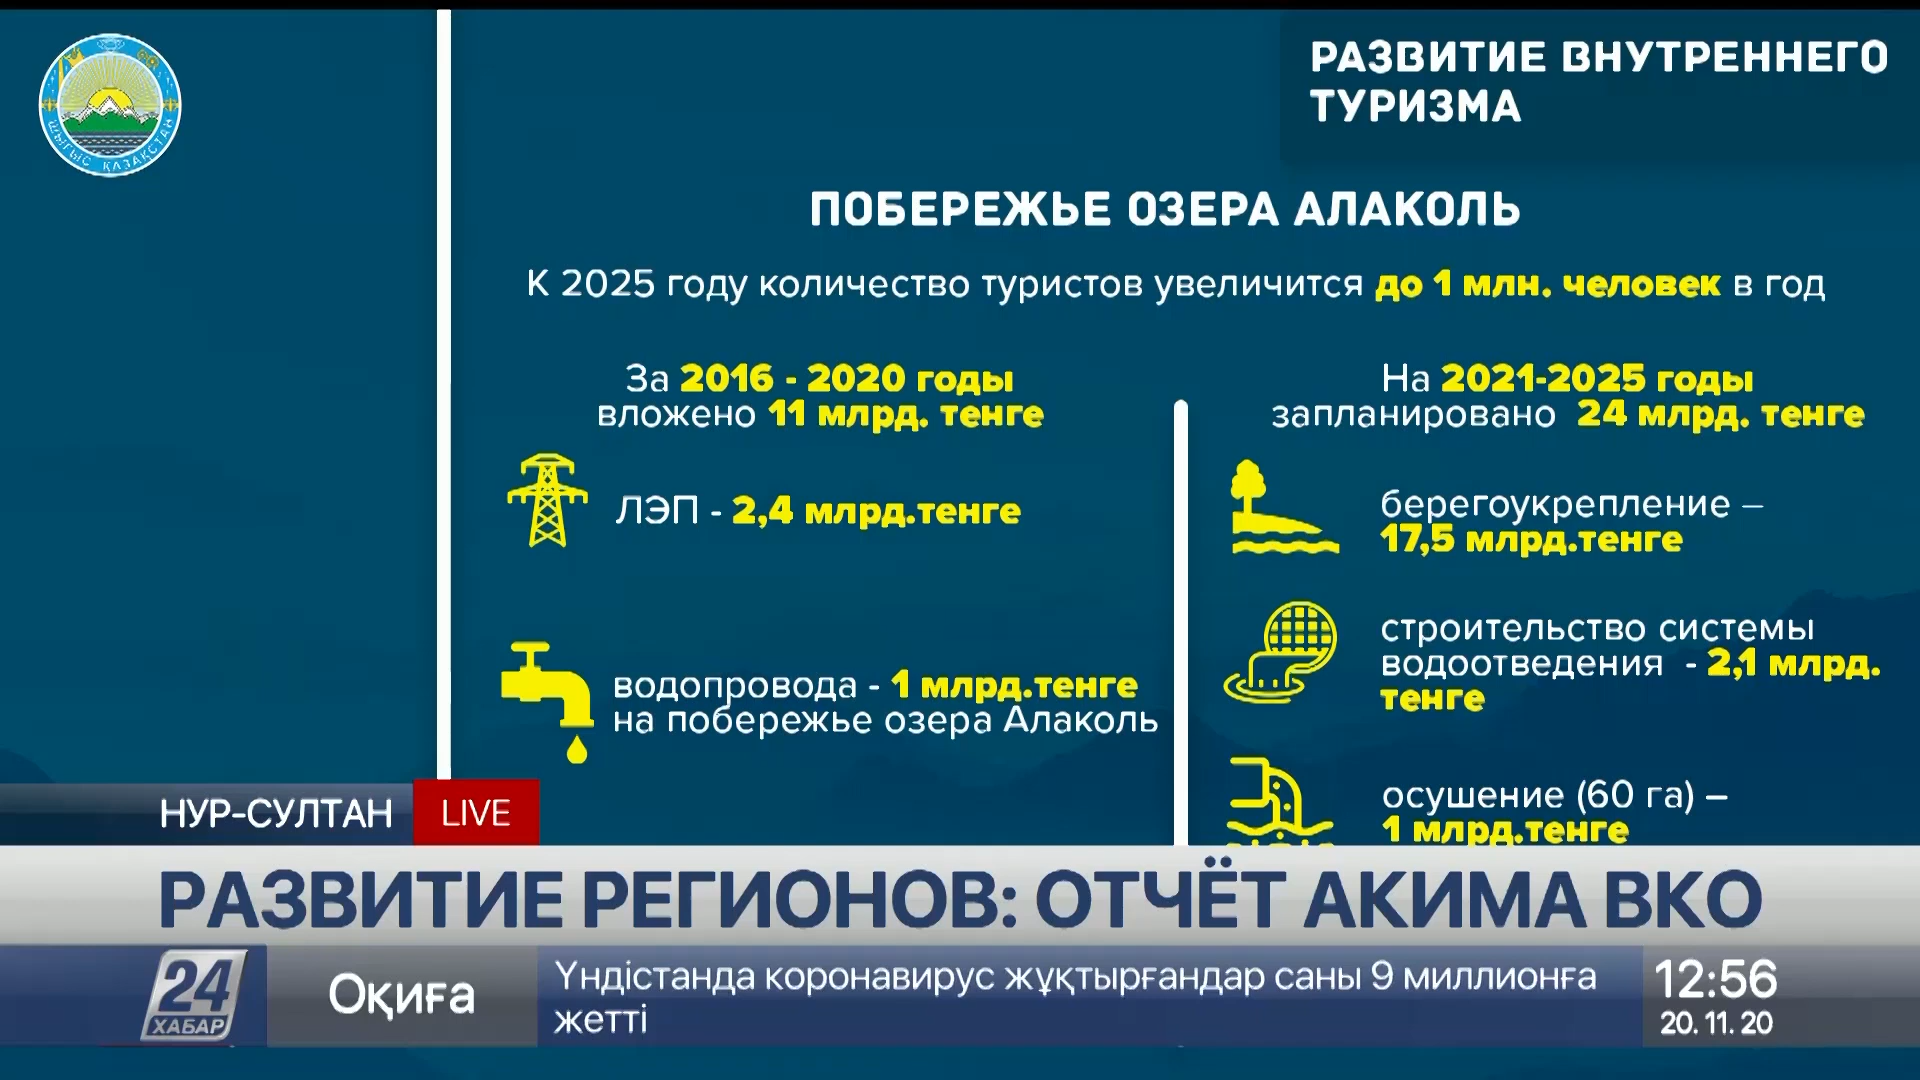 ШЫҒЫС ҚАЗАҚСТАН
РАЗВИТИЕ ВНУТРЕННЕГО
ТУРИЗМА
ПОБЕРЕЖЬЕ ОЗЕРА АЛАКОЛЬ
К 2025 году количество туристов увеличится до 1 млн. человек в год
За 2016 - 2020 годы
вложено 11 млрд. тенге
ЛЭП - 2,4 млрд.тенге
водопровода - 1 млрд.тенге
на побережье озера Алаколь
На 2021-2025 годы
запланировано 24 млрд. тенге
берегоукрепление –
17,5 млрд.тенге
строительство системы
водоотведения - 2,1 млрд.
тенге
осушение (60 га) –
1 млрд.тенге
НУР-СУЛТАН
LIVE
РАЗВИТИЕ РЕГИОНОВ: ОТЧЁТ АКИМА ВКО
24
ХАБАР
Оқиға
Үндістанда коронавирус жұқтырғандар саны 9 миллионға
жетті
12:56
20. 11. 20